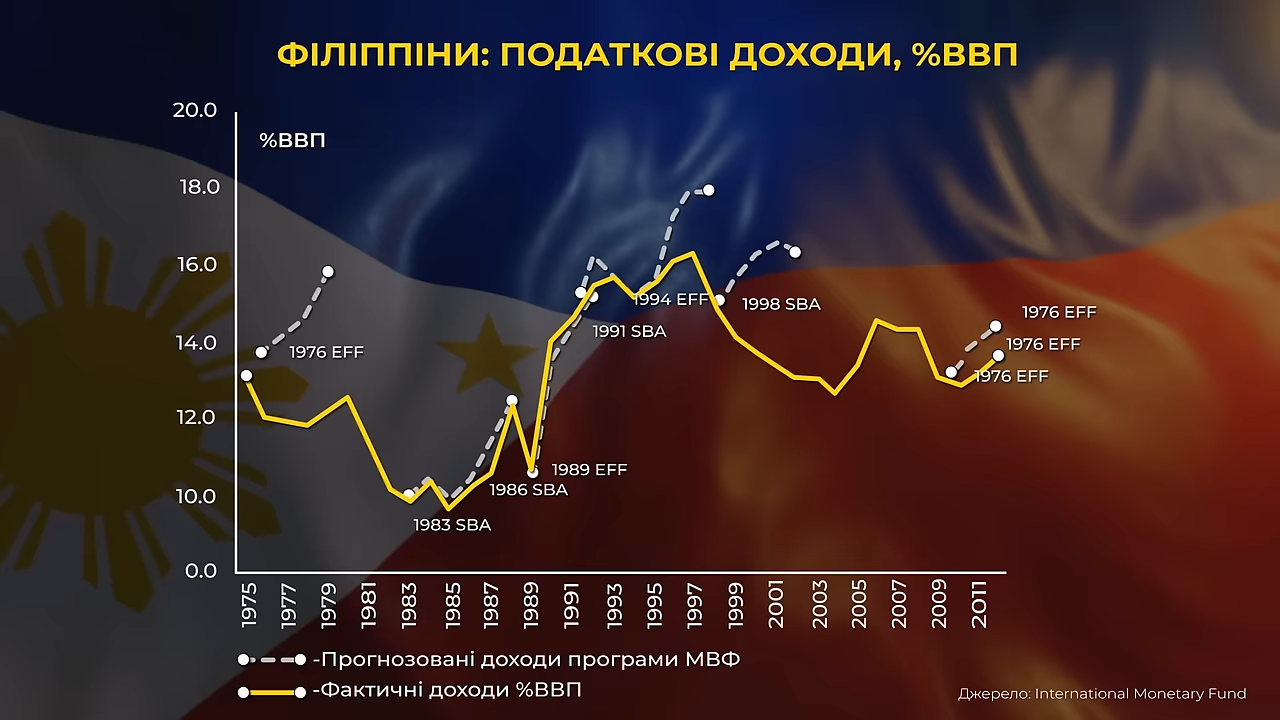 ФІЛІППІНИ: ПОДАТКОВІ ДОХОДИ, %ВВП
20.0
%ВВП
18.0
16.0
14.0
12.0
10.0
0.0
1976 EFF
1983 SBA
1986 SBA
1989 EFF
1991 SBA
1994 EFF
1998 SBA
1976 EFF
1976 EFF
1976 EFF
1975 1977 1979 1981 1983 1985 1987 1989 1991 1993 1995 1997 1999 2001 2003 2005 2007 2009 2011
-Прогнозовані доходи програми МВФ
-Фактичні доходи %ВВП
Джерело: International Monetary Fund